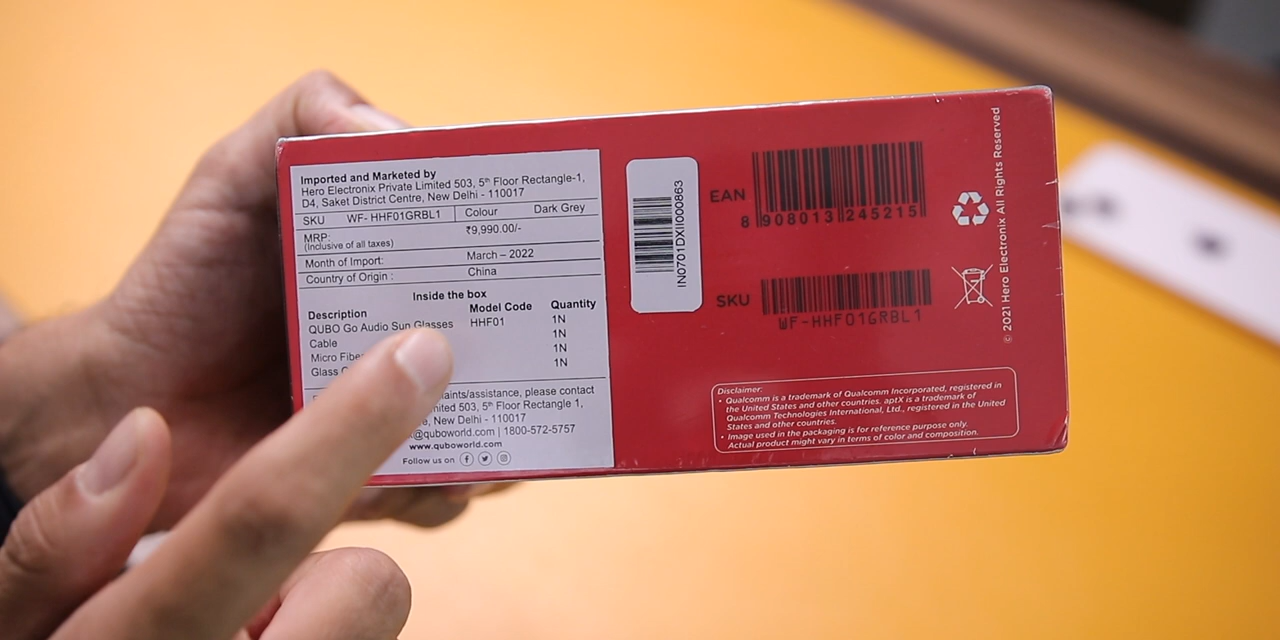 Imported and Marketed by
Hero Electronix Private Limited 503, 5th Floor Rectangle-1,
D4, Saket District Centre, New Delhi - 110017
SKU WF- HHF01GRBL1 Colour Dark Grey
MRP: ₹9,990.00/-
(Inclusive of all taxes)
Month of Import: March – 2022
Country of Origin : China
Inside the box
Description Model Code Quantity
QUBO Go Audio Sun Glasses HHF01 1N
Cable 1N
Micro 1N
Glass 1N
please contact
503, 5th Floor Rectangle 1,
New Delhi - 110017
@quboworld.com | 1800-572-5757
www.quboworld.com
Follow us on
IN0701DXII000863
EAN
8 908013 245215
SKU
WF-HHF01GRBL1
Disclaimer:
• Qualcomm is a trademark of Qualcomm Incorporated, registered in
the United States and other countries. aptX is a trademark of
Qualcomm Technologies International, Ltd., registered in the United
States and other countries.
• Image used in the packaging is for reference purpose only.
Actual product might vary in terms of color and composition.
© 2021 Hero Electronix All Rights Reserved